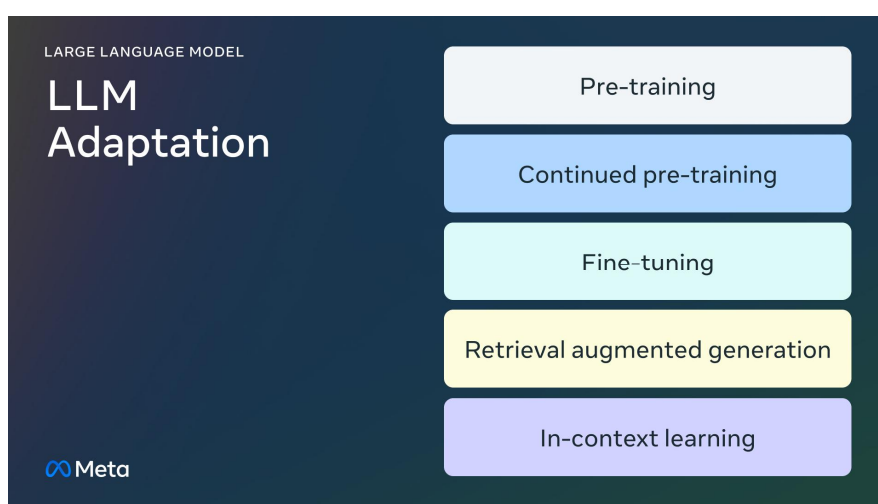 LARGE LANGUAGE MODEL
LLM
Adaptation
Pre-training
Continued pre-training
Fine-tuning
Retrieval augmented generation
In-context learning
Meta